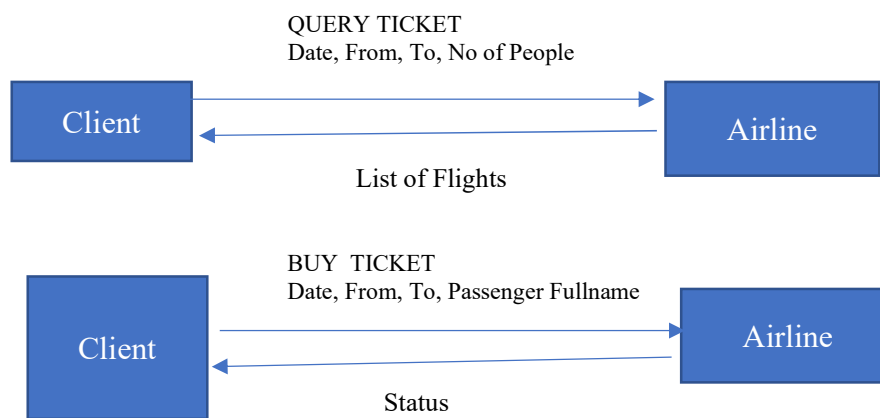 QUERY TICKET
Date, From, To, No of People
Client
Airline
List of Flights
BUY  TICKET
Date, From, To, Passenger Fullname
Client
Airline
Status